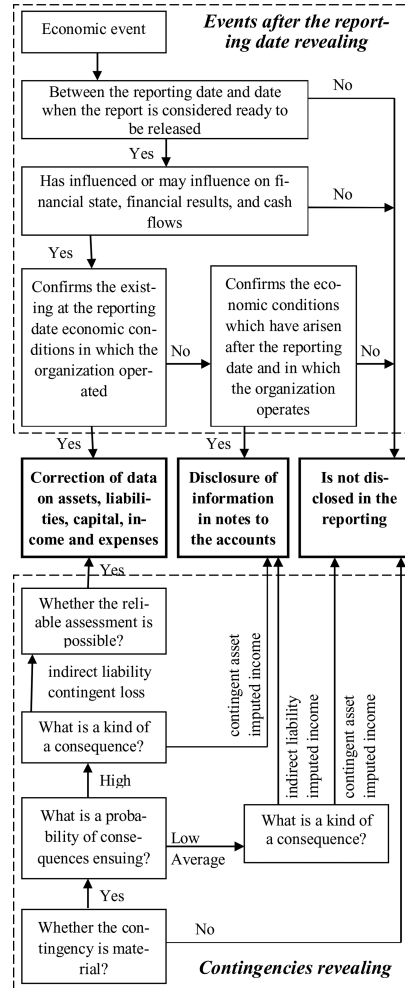 Events after the report-
ing date revealing
Economic event
Between the reporting date and date
when the report is considered ready to
be released
No
Yes
Has influenced or may influence on fi-
nancial state, financial results, and cash
flows
No
Yes
Confirms the exist-
ing at the reporting
date economic con-
ditions in which the
organization oper-
ated
No
Confirms the eco-
nomic conditions
which have arisen
after the reporting
date and in which
the organization
operates
No
Yes
Yes
Correction of data
on assets, liabili-
ties, capital, in-
come and expenses
Disclosure of
information
in notes to
the accounts
Is not dis-
closed in the
reporting
Yes
Whether the reli-
able assessment is
possible?
indirect liability
contingent loss
What is a kind of
a consequence?
contingent asset
imputed income
indirect liability
imputed income
contingent asset
imputed income
High
What is a proba-
bility of conse-
quences ensuing?
Low
Average
What is a kind of
a consequence?
Yes
Whether the con-
tingency is mate-
rial?
No
Contingencies revealing